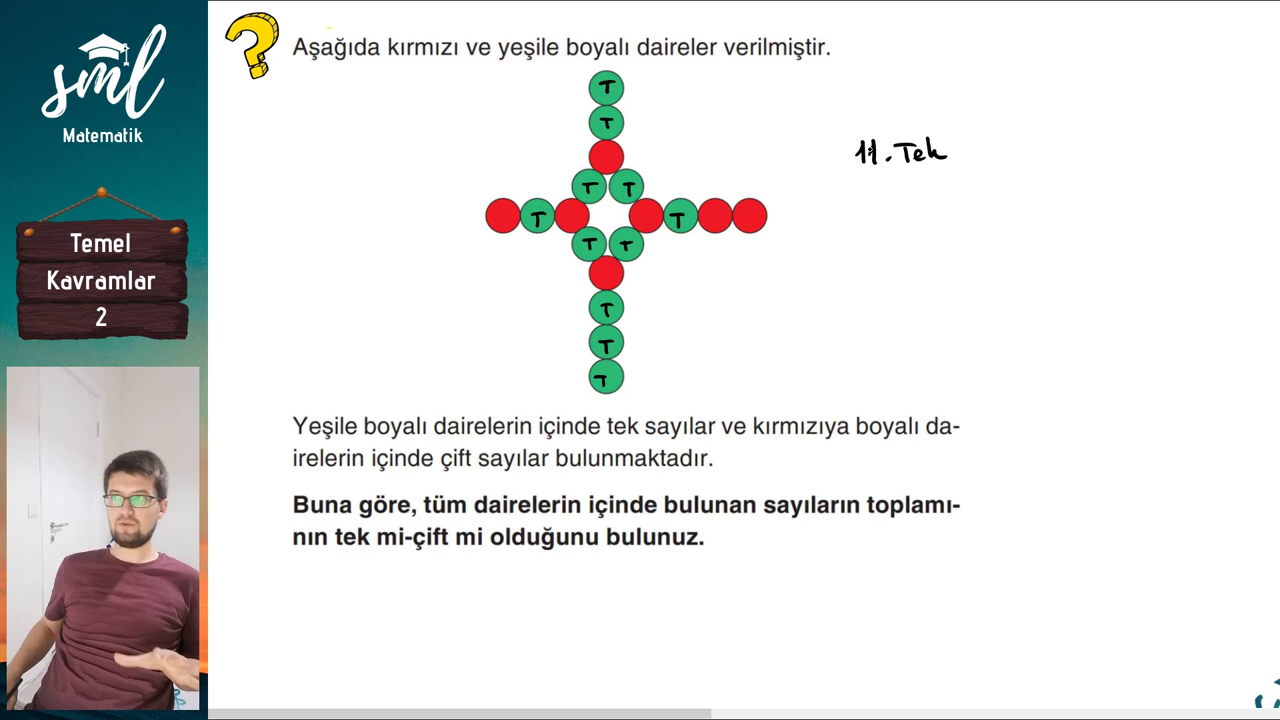 sml
Matematik
Temel
Kavramlar
2
?
Aşağıda kırmızı ve yeşile boyalı daireler verilmiştir.
T
T
T T
T T
T T
T
T
T
11. Tek
Yeşile boyalı dairelerin içinde tek sayılar ve kırmızıya boyalı da-
irelerin içinde çift sayılar bulunmaktadır.
Buna göre, tüm dairelerin içinde bulunan sayıların toplamı-
nın tek mi-çift mi olduğunu bulunuz.